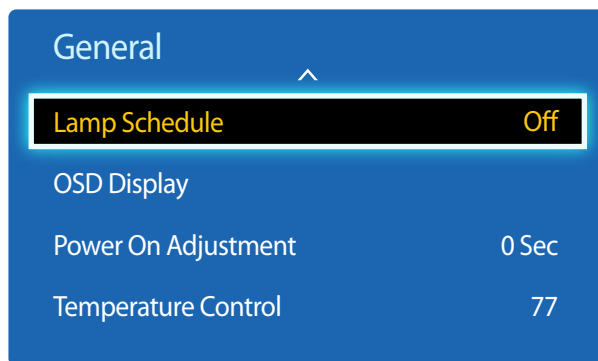 General
Lamp Schedule Off
OSD Display
Power On Adjustment 0 Sec
Temperature Control 77